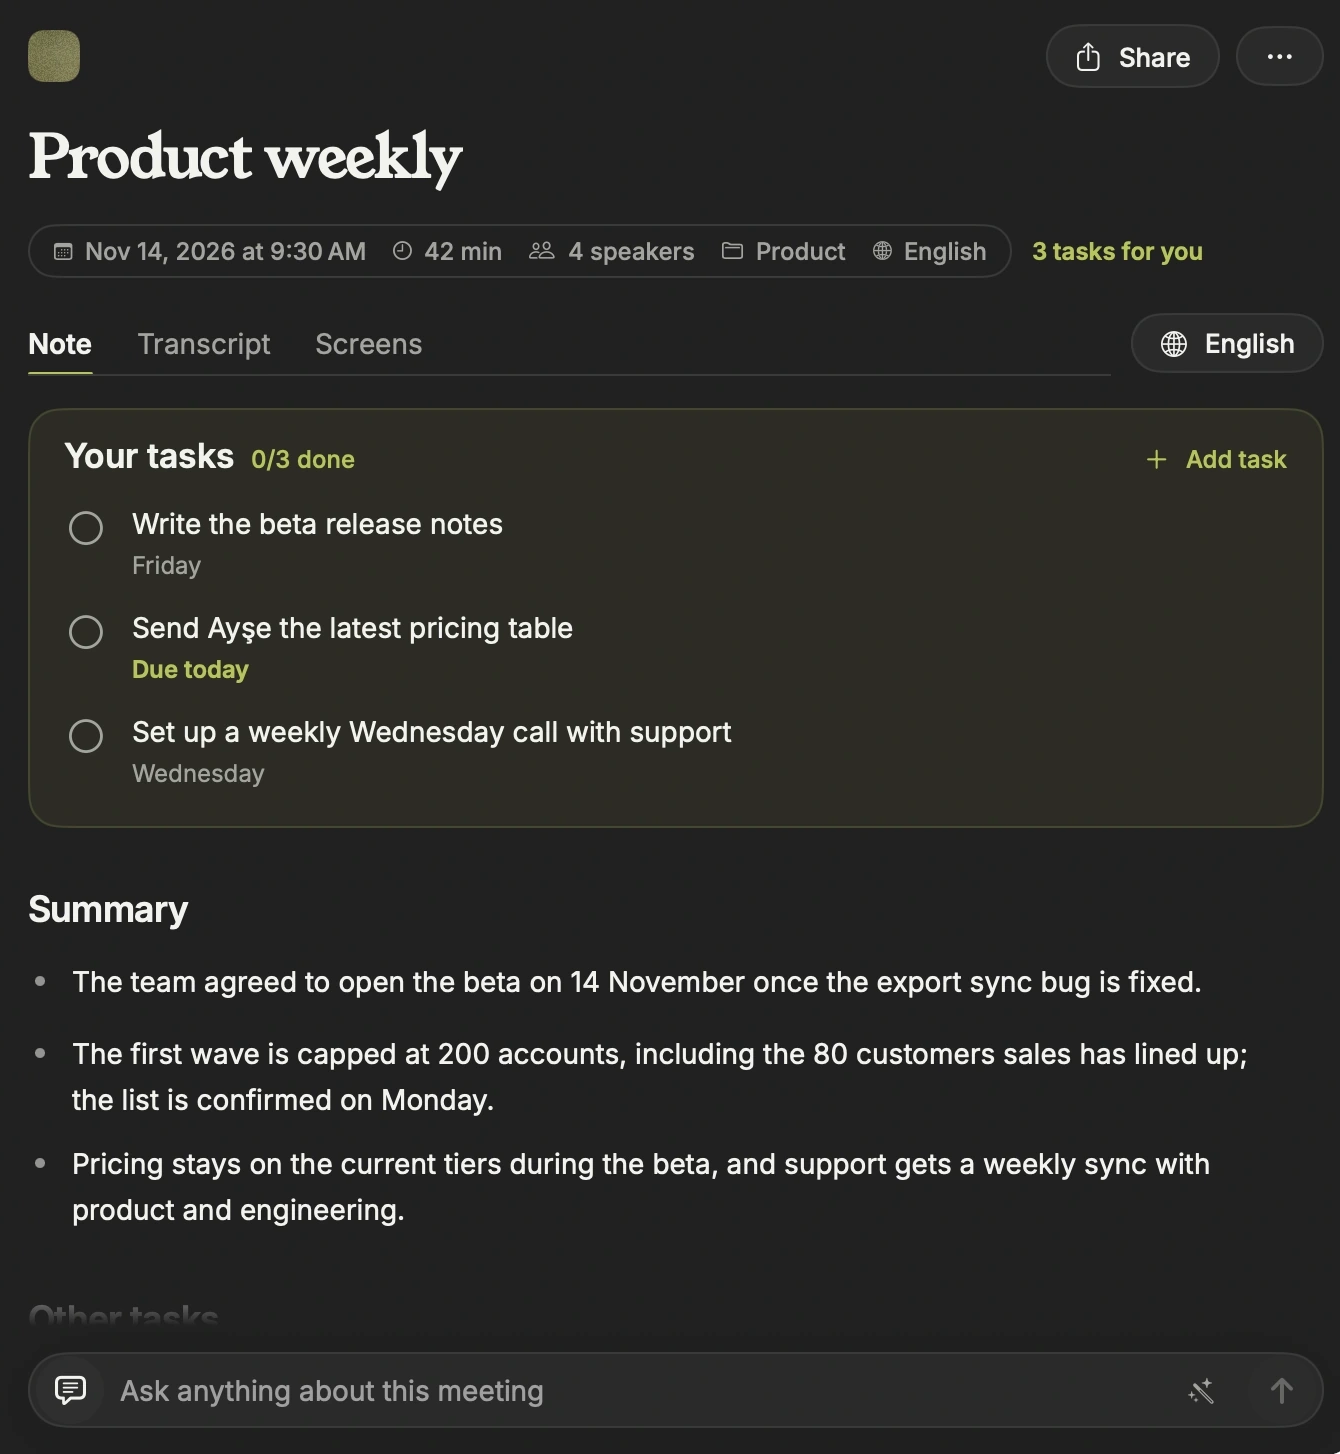 Share
Product weekly
Nov 14, 2026 at 9:30 AM 42 min 4 speakers Product English 3 tasks for you
Note Transcript Screens English
Your tasks 0/3 done + Add task
Write the beta release notes
Friday
Send Ayşe the latest pricing table
Due today
Set up a weekly Wednesday call with support
Wednesday
Summary
• The team agreed to open the beta on 14 November once the export sync bug is fixed.
• The first wave is capped at 200 accounts, including the 80 customers sales has lined up;
the list is confirmed on Monday.
• Pricing stays on the current tiers during the beta, and support gets a weekly sync with
product and engineering.
Other tasks
Ask anything about this meeting